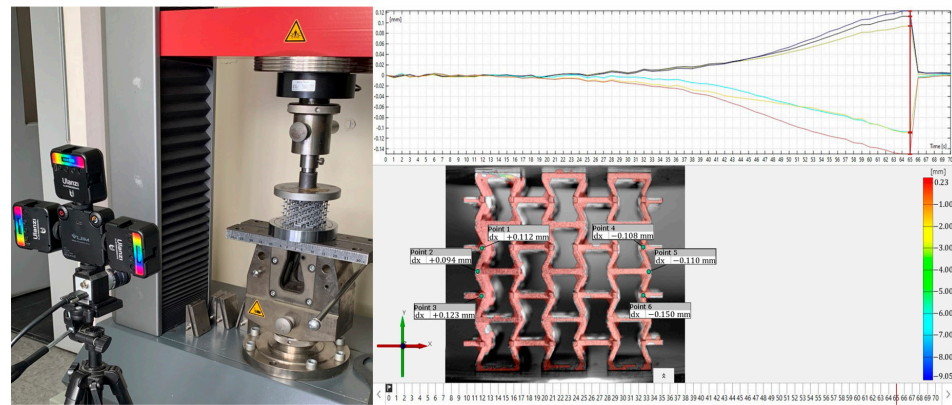 Ulanzi
Ulanzi
Ulanzi
VIJIM
0.12
[mm]
0.1
0.08
0.06
0.04
0.02
0
-0.02
-0.04
-0.06
-0.08
-0.1
-0.14
Time [s]
0 1 2 3 4 5 6 7 8 9 10 11 12 13 14 15 16 17 18 19 20 21 22 23 24 25 26 27 28 29 30 31 32 33 34 35 36 37 38 39 40 41 42 43 44 45 46 47 48 49 50 51 52 53 54 55 56 57 58 59 60 61 62 63 64 65 66 67 68 69 70
Point 1
dx +0.112 mm
Point 4
dx −0.108 mm
Point 2
dx +0.094 mm
Point 5
dx −0.110 mm
Point 3
dx +0.123 mm
Point 6
dx −0.150 mm
Y
X
[mm]
0.23
-1.00
-2.00
-3.00
-4.00
-5.00
-6.00
-7.00
-8.00
-9.05
P
0 1 2 3 4 5 6 7 8 9 10 11 12 13 14 15 16 17 18 19 20 21 22 23 24 25 26 27 28 29 30 31 32 33 34 35 36 37 38 39 40 41 42 43 44 45 46 47 48 49 50 51 52 53 54 55 56 57 58 59 60 61 62 63 64 65 66 67 68 69 70